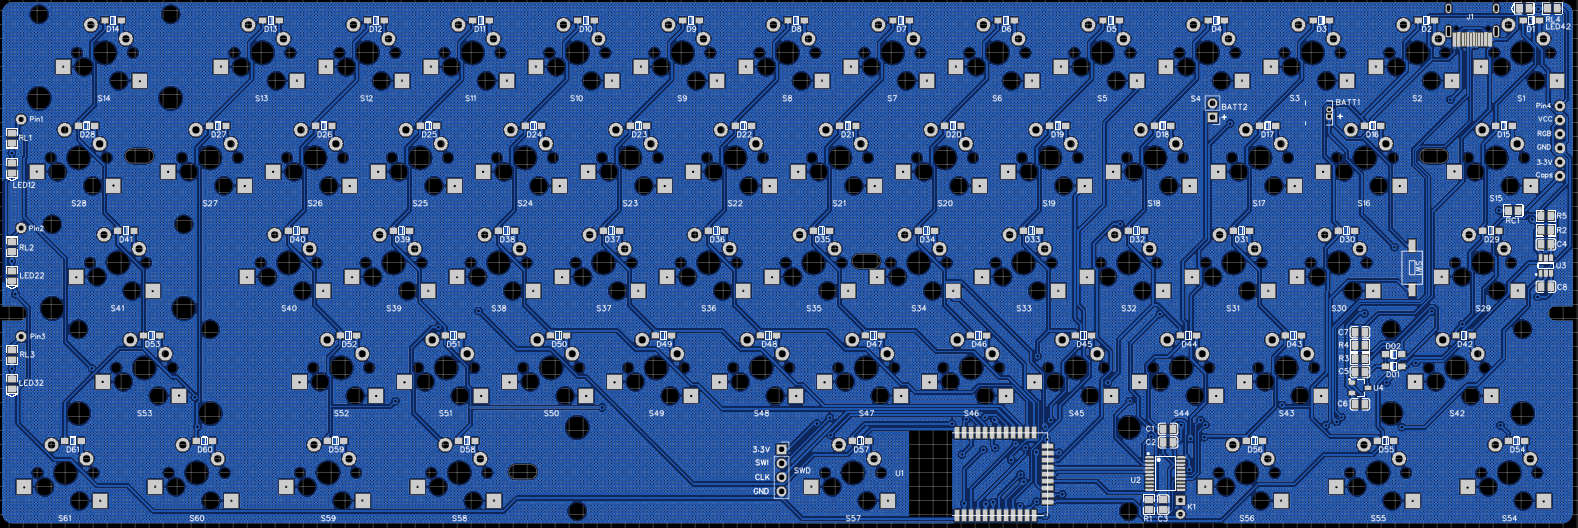 D14 D13 D12 D11 D10 D9 D8 D7 D6 D5 D4 D3 D2 J1 D1 RL4
LED42
S14 S13 S12 S11 S10 S9 S8 S7 S6 S5 S4 S3 S2 S1
BATT2 BATT1 Pin4
+ +
Pin1 VCC
D28 D27 D26 D25 D24 D23 D22 D21 D20 D19 D18 D17 D16 D15 RGB
RL1 GND
3.3V
LED12 Caps
S28 S27 S26 S25 S24 S23 S22 S21 S20 S19 S18 S17 S16 S15
RC1 R5
Pin2 R2
D41 D40 D39 D38 D37 D36 D35 D34 D33 D32 D31 D30 D29 C4
RL2
SW U3
LED22
C8
S41 S40 S39 S38 S37 S36 S35 S34 S33 S32 S31 S30 S29
Pin3 C7
D53 D52 D51 D50 D49 D48 D47 D46 D45 D44 D43 R4 DO2 D42
RL3 R3
C5 DO1
LED32 U4
C6
S53 S52 S51 S50 S49 S48 S47 S46 S45 S44 S43 S42
C1
D61 D60 D59 D58 D57 C2 D56 D55 D54
3.3V
SWI
SWD U1
CLK U2
GND
K1
S61 S60 S59 S58 S57 R1 C3 S56 S55 S54